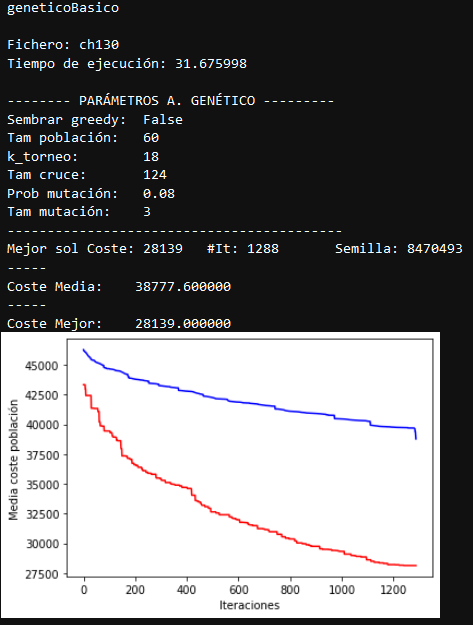 geneticoBasico
Fichero: ch130
Tiempo de ejecución: 31.675998
-------- PARÁMETROS A. GENÉTICO ---------
Sembrar greedy: False
Tam población: 60
k_torneo: 18
Tam cruce: 124
Prob mutación: 0.08
Tam mutación: 3
------------------------------------------
Mejor sol Coste: 28139 #It: 1288 Semilla: 8470493
-----
Coste Media: 38777.600000
-----
Coste Mejor: 28139.000000
Media coste población
45000
42500
40000
37500
35000
32500
30000
27500
0 200 400 600 800 1000 1200
Iteraciones